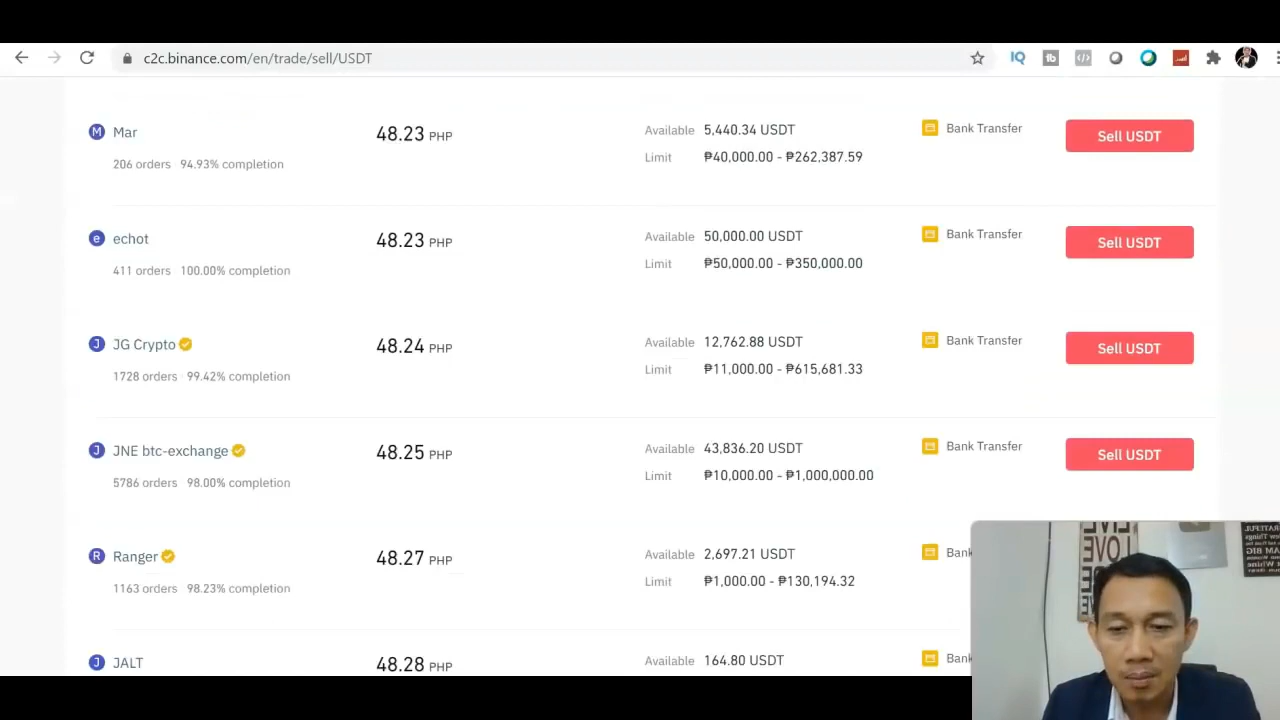 c2c.binance.com/en/trade/sell/USDT
IQ
tb
M Mar
48.23 PHP
Available 5,440.34 USDT
Bank Transfer
Sell USDT
206 orders 94.93% completion
Limit ₱40,000.00 - ₱262,387.59
e echot
48.23 PHP
Available 50,000.00 USDT
Bank Transfer
Sell USDT
411 orders 100.00% completion
Limit ₱50,000.00 - ₱350,000.00
J JG Crypto
48.24 PHP
Available 12,762.88 USDT
Bank Transfer
Sell USDT
1728 orders 99.42% completion
Limit ₱11,000.00 - ₱615,681.33
J JNE btc-exchange
48.25 PHP
Available 43,836.20 USDT
Bank Transfer
Sell USDT
5786 orders 98.00% completion
Limit ₱10,000.00 - ₱1,000,000.00
R Ranger
48.27 PHP
Available 2,697.21 USDT
Bank
1163 orders 98.23% completion
Limit ₱1,000.00 - ₱130,194.32
J JALT
48.28 PHP
Available 164.80 USDT
Bank
LIVE
LOVE